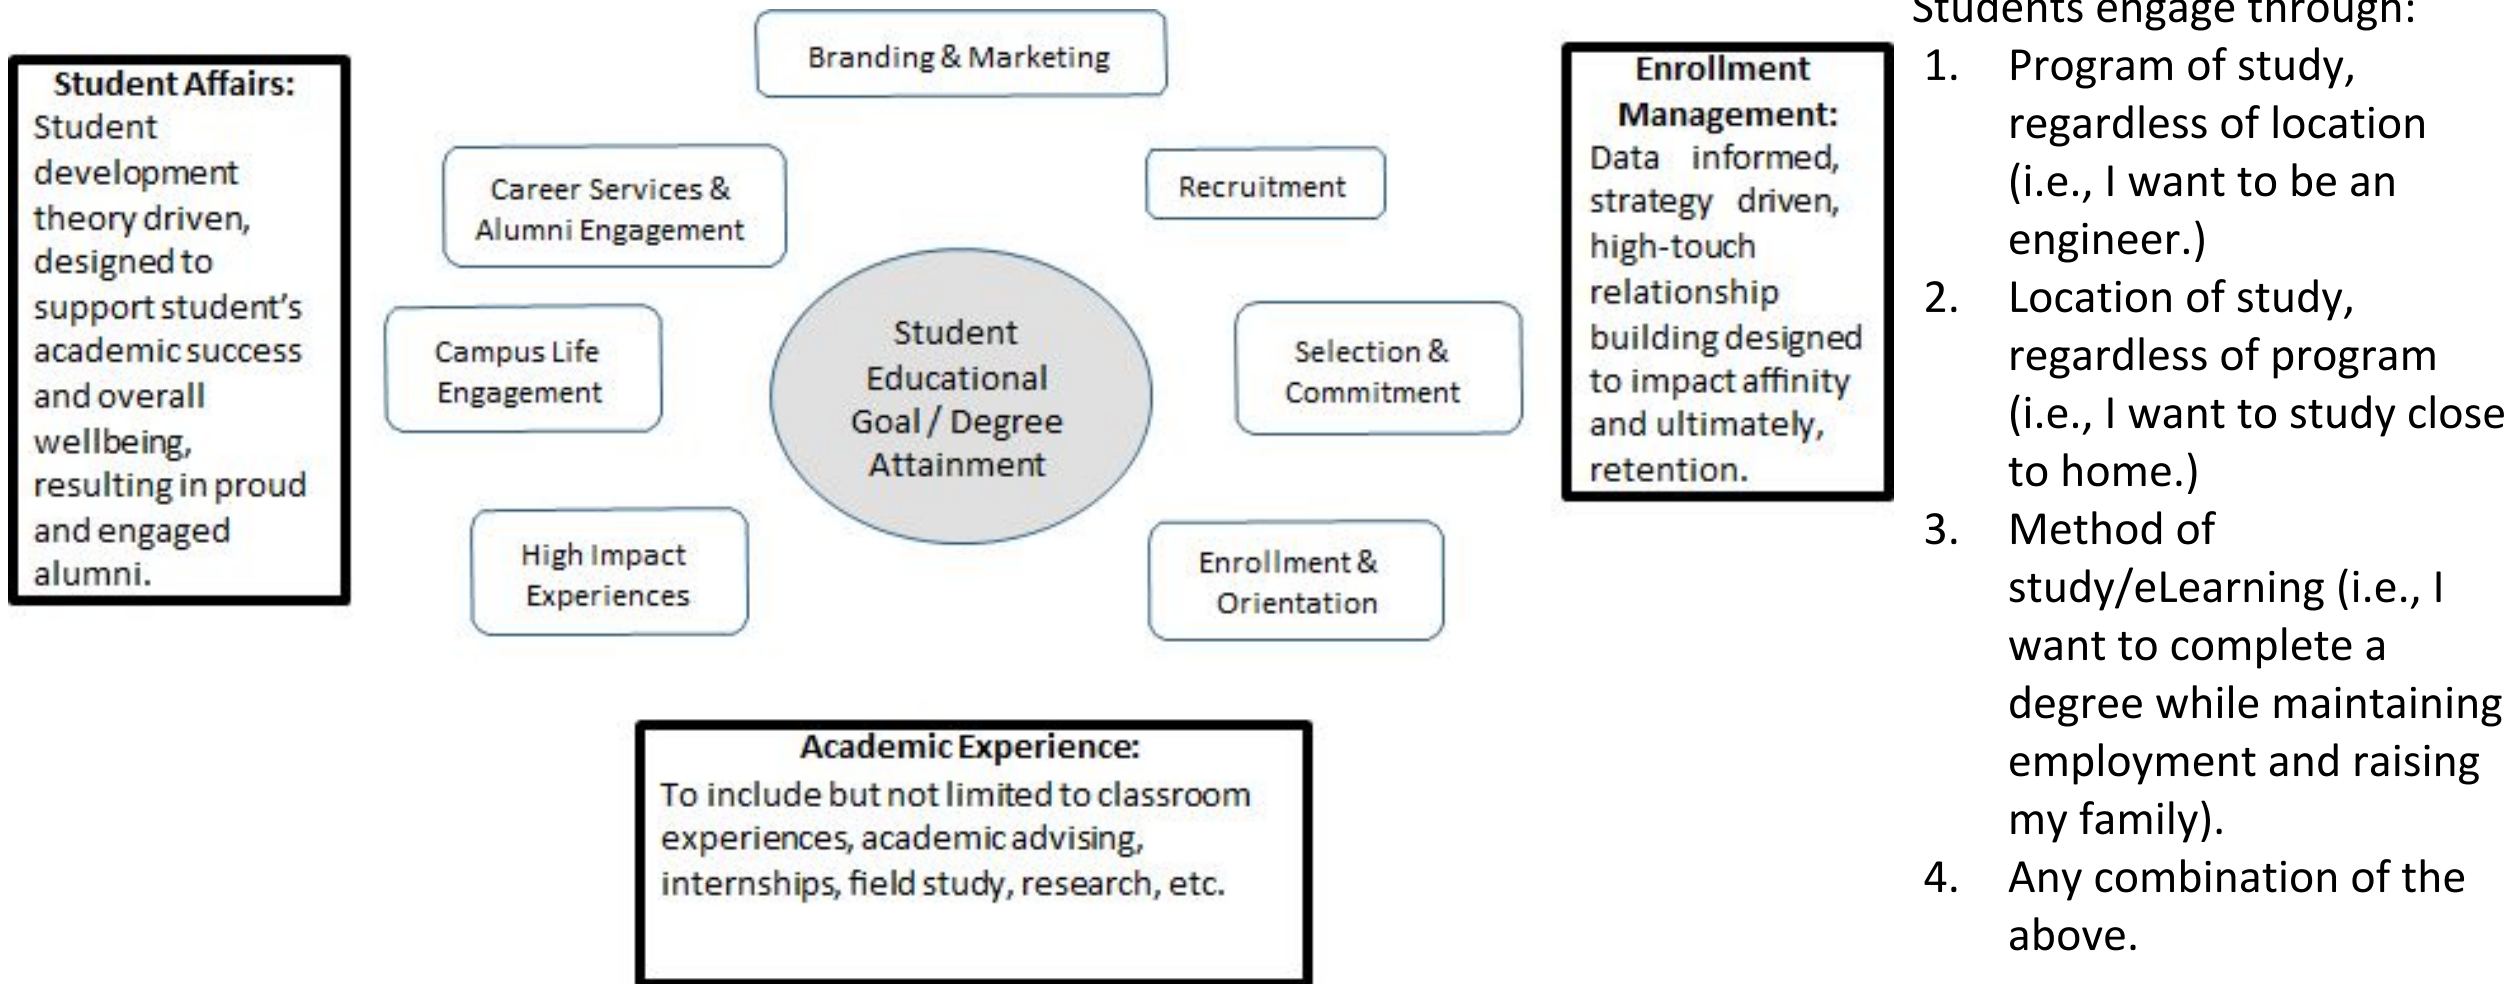 Branding & Marketing
Student Affairs:
Student
development
theory driven,
designed to
support student's
academic success
and overall
wellbeing,
resulting in proud
and engaged
alumni.
Career Services &
Alumni Engagement
Recruitment
Campus Life
Engagement
Student
Educational
Goal / Degree
Attainment
Selection &
Commitment
High Impact
Experiences
Enrollment &
Orientation
Enrollment
Management:
Data informed,
strategy driven,
high-touch
relationship
building designed
to impact affinity
and ultimately,
retention.
Academic Experience:
To include but not limited to classroom
experiences, academic advising,
internships, field study, research, etc.
Students engage through:
1. Program of study,
regardless of location
(i.e., I want to be an
engineer.)
2. Location of study,
regardless of program
(i.e., I want to study close
to home.)
3. Method of
study/eLearning (i.e., I
want to complete a
degree while maintaining
employment and raising
my family).
4. Any combination of the
above.